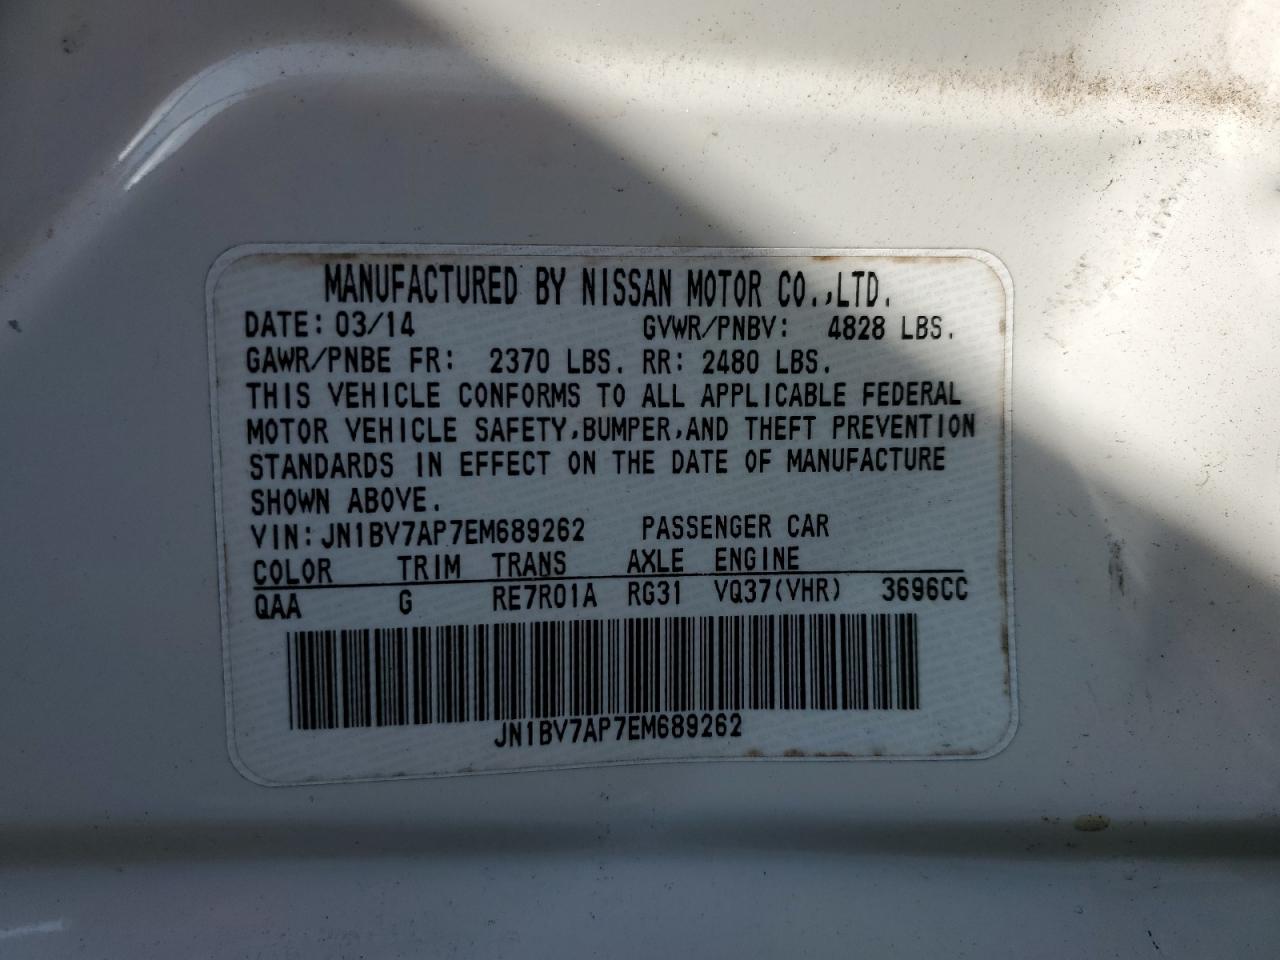 MANUFACTURED BY NISSAN MOTOR CO.,LTD.
DATE: 03/14 GVWR/PNBV: 4828 LBS.
GAWR/PNBE FR: 2370 LBS. RR: 2480 LBS.
THIS VEHICLE CONFORMS TO ALL APPLICABLE FEDERAL
MOTOR VEHICLE SAFETY,BUMPER,AND THEFT PREVENTION
STANDARDS IN EFFECT ON THE DATE OF MANUFACTURE
SHOWN ABOVE.
VIN:JN1BV7AP7EM689262 PASSENGER CAR
COLOR TRIM TRANS AXLE ENGINE
QAA G RE7R01A RG31 VQ37(VHR) 3696CC
JN1BV7AP7EM689262